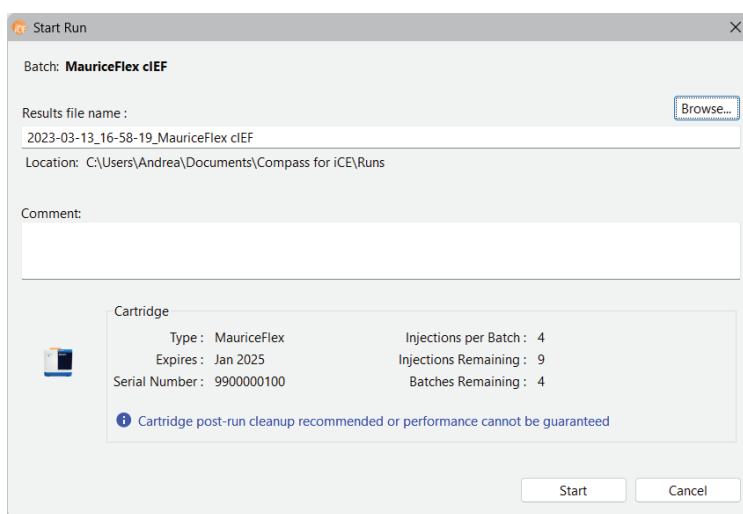 Start Run
Batch: MauriceFlex cIEF
Results file name :
Browse...
2023-03-13_16-58-19_MauriceFlex cIEF
Location: C:\Users\Andrea\Documents\Compass for iCE\Runs
Comment:
Cartridge
Type : MauriceFlex Injections per Batch : 4
Expires : Jan 2025 Injections Remaining : 9
Serial Number : 9900000100 Batches Remaining : 4
Cartridge post-run cleanup recommended or performance cannot be guaranteed
Start Cancel